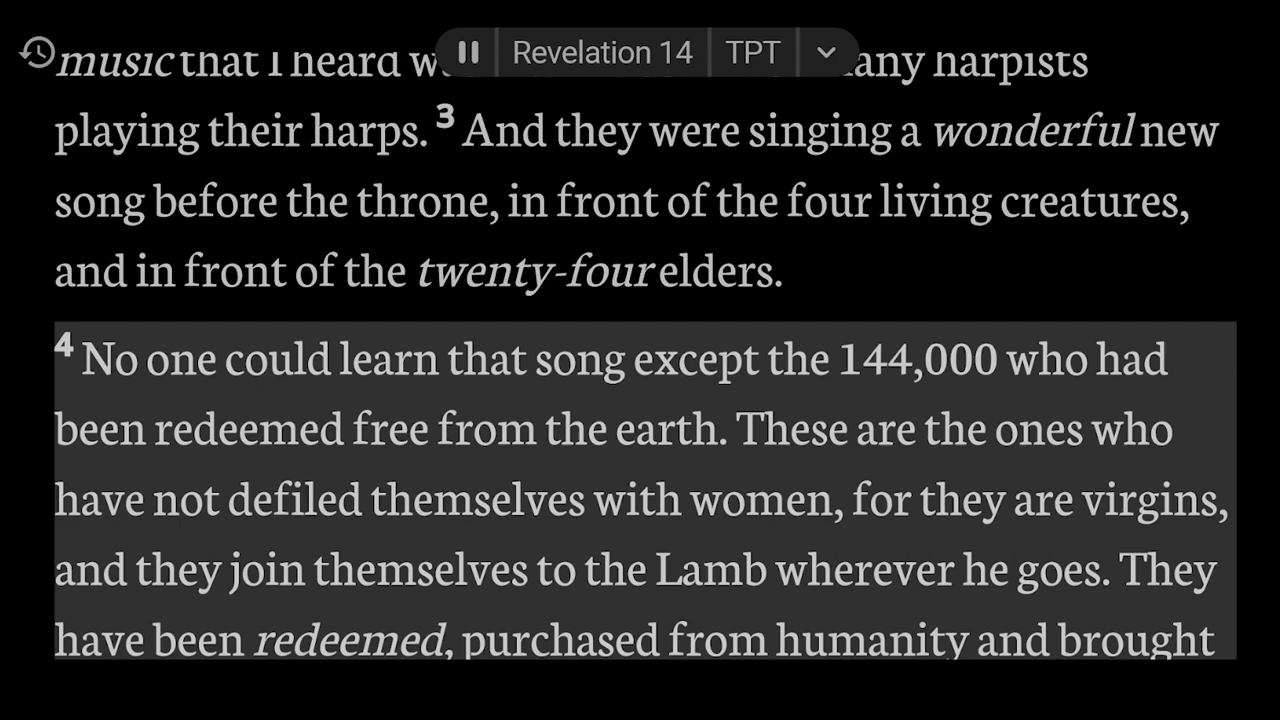 Revelation 14 TPT
music that I heard w any harpists
playing their harps. 3 And they were singing a wonderful new
song before the throne, in front of the four living creatures,
and in front of the twenty-four elders.
4 No one could learn that song except the 144,000 who had
been redeemed free from the earth. These are the ones who
have not defiled themselves with women, for they are virgins,
and they join themselves to the Lamb wherever he goes. They
have been redeemed, purchased from humanity and brought